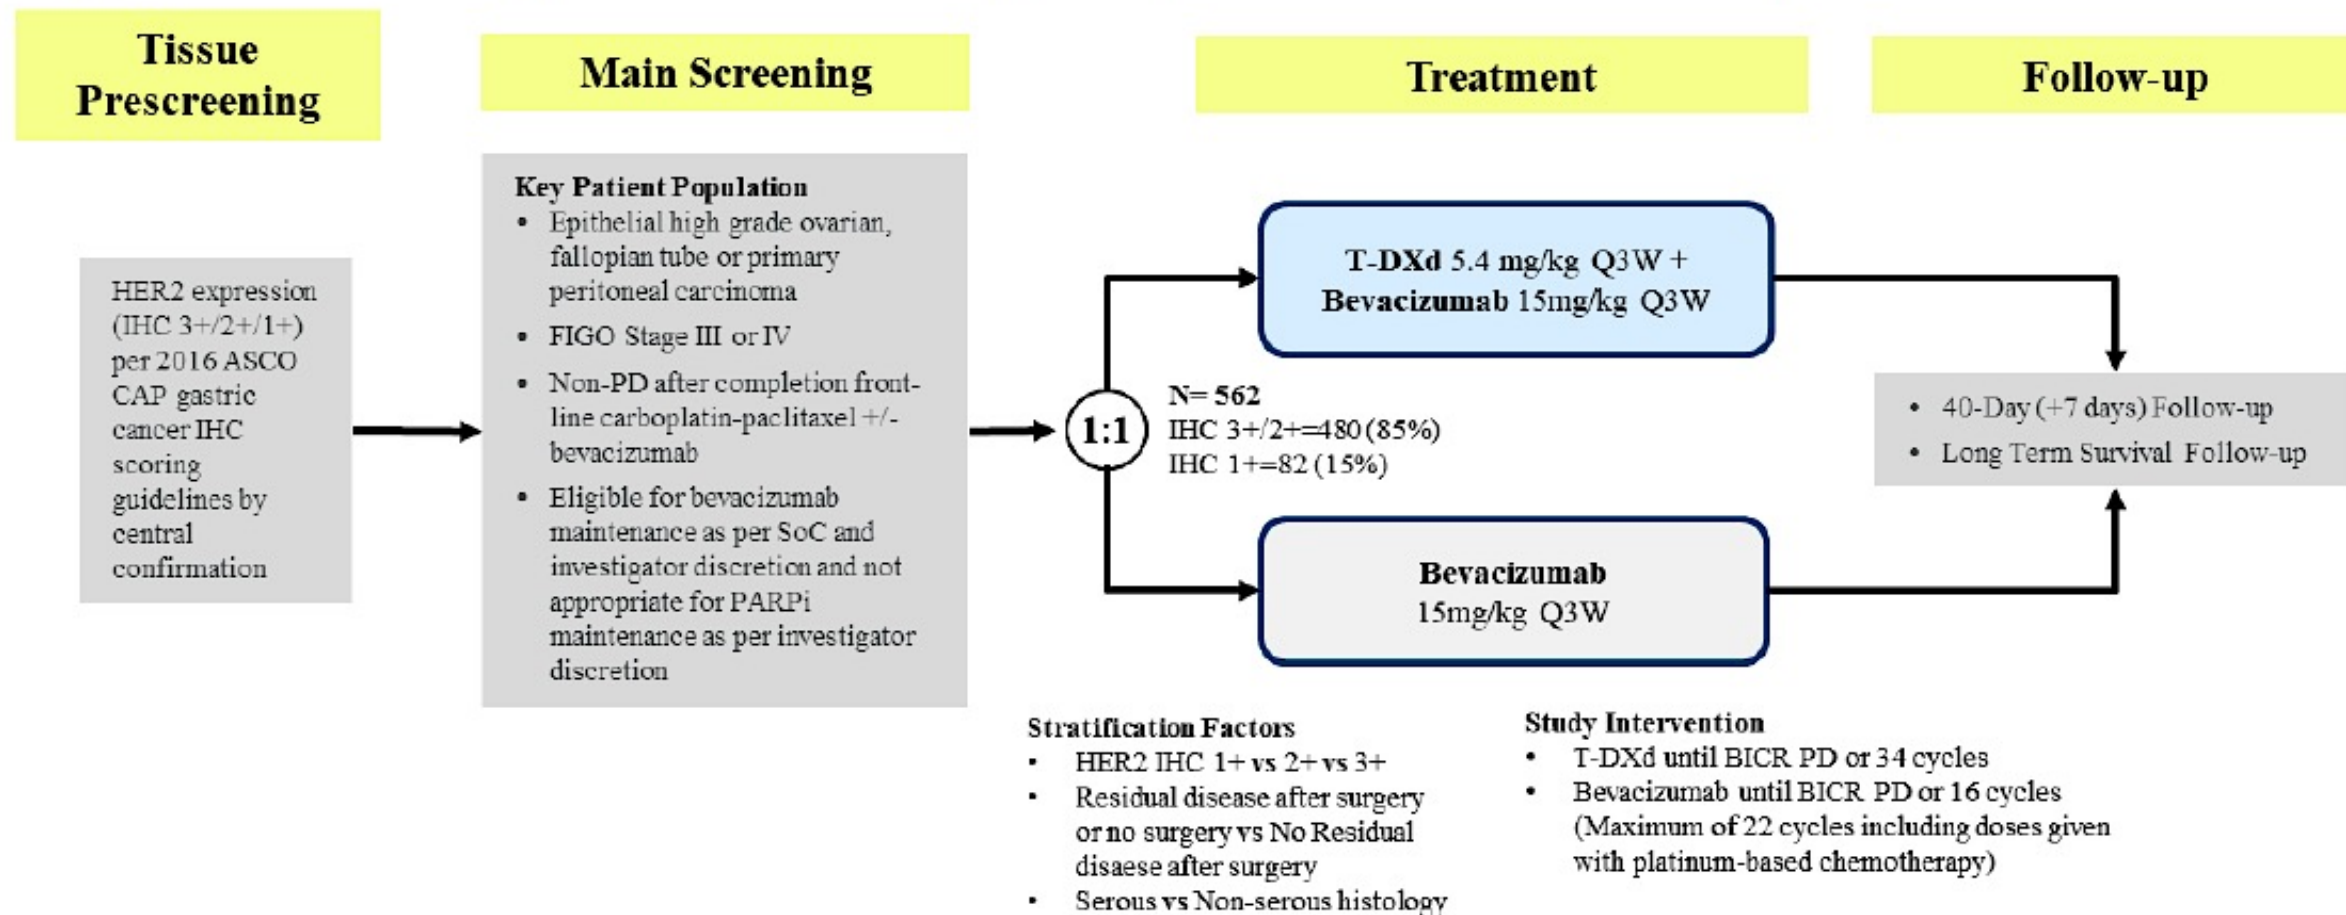 Tissue
Prescreening
Main Screening
Treatment
Follow-up
HER2 expression
(IHC 3+/2+/1+)
per 2016 ASCO
CAP gastric
cancer IHC
scoring
guidelines by
central
confirmation
Key Patient Population
• Epithelial high grade ovarian,
fallopian tube or primary
peritoneal carcinoma
• FIGO Stage III or IV
• Non-PD after completion front-
line carboplatin-paclitaxel +/-
bevacizumab
• Eligible for bevacizumab
maintenance as per SoC and
investigator discretion and not
appropriate for PARPi
maintenance as per investigator
discretion
1:1
N= 562
IHC 3+/2+=480 (85%)
IHC 1+=82 (15%)
T-DXd 5.4 mg/kg Q3W +
Bevacizumab 15mg/kg Q3W
Bevacizumab
15mg/kg Q3W
• 40-Day (+7 days) Follow-up
• Long Term Survival Follow-up
Stratification Factors
• HER2 IHC 1+ vs 2+ vs 3+
• Residual disease after surgery
or no surgery vs No Residual
disaese after surgery
• Serous vs Non-serous histology
Study Intervention
• T-DXd until BICR PD or 34 cycles
• Bevacizumab until BICR PD or 16 cycles
(Maximum of 22 cycles including doses given
with platinum-based chemotherapy)